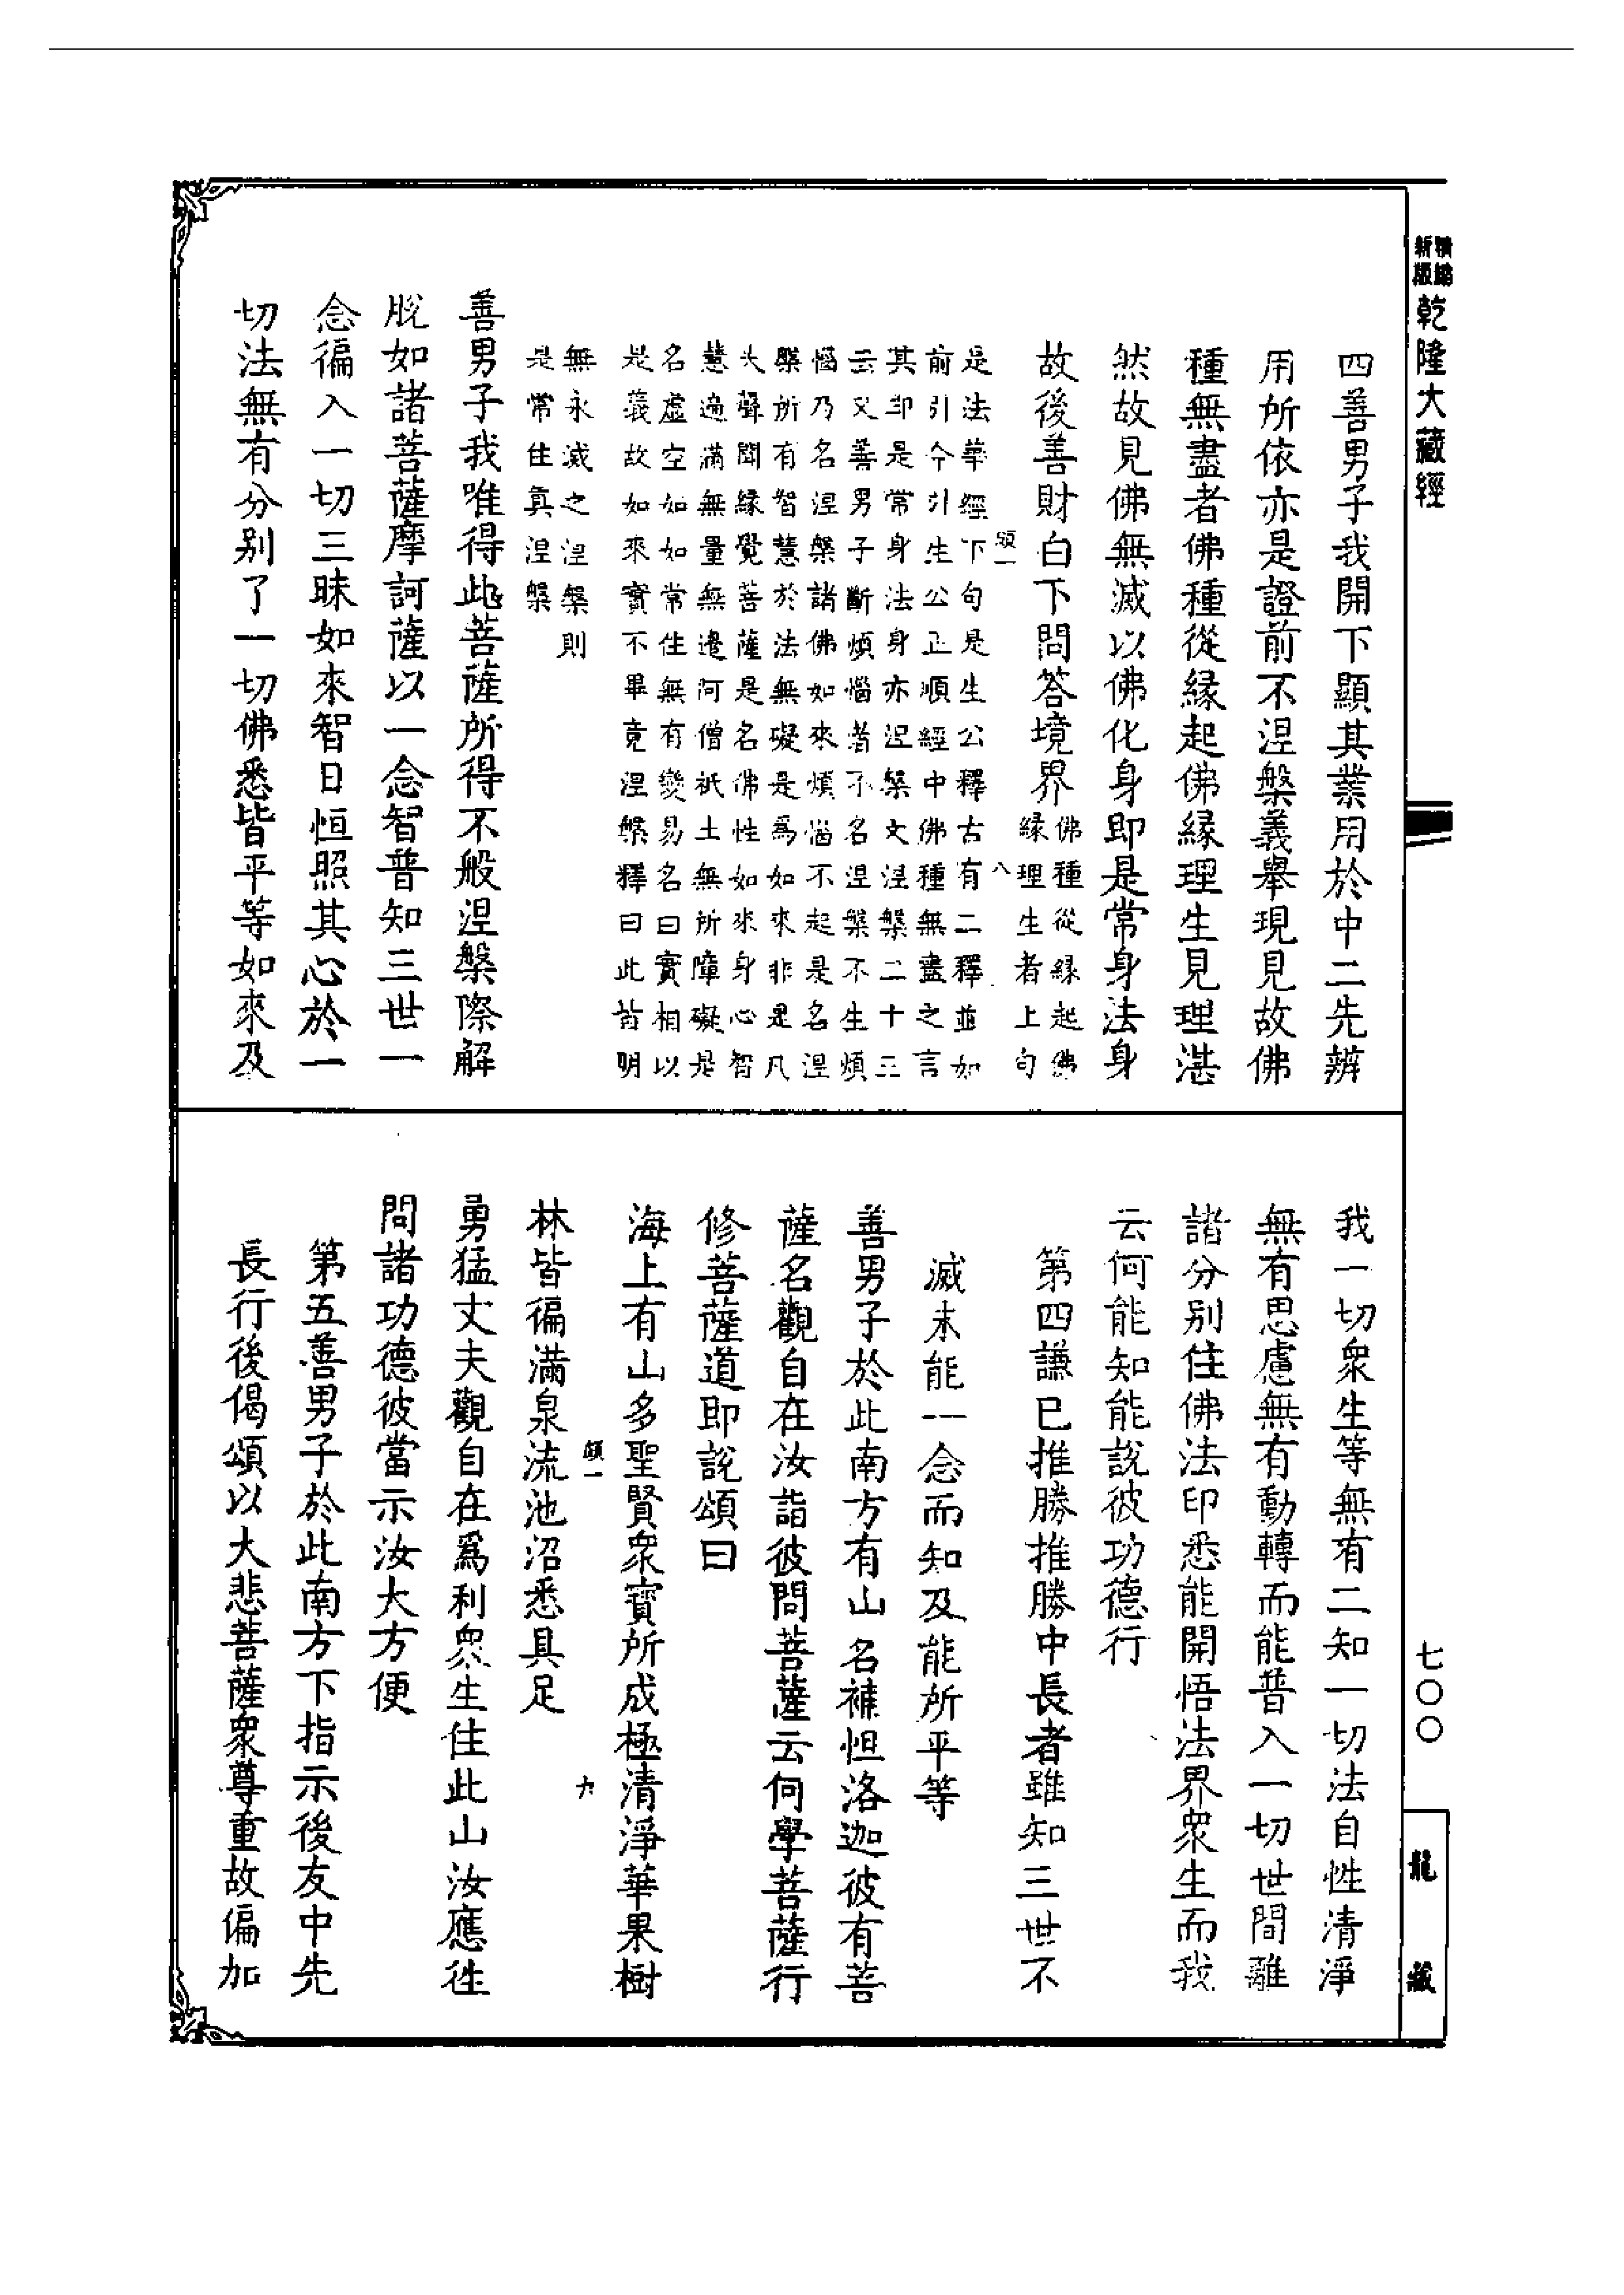 新版 精縮 乾隆大藏經
四善男子我開下顯其業用於中二先辨
用所依亦是證前不涅槃義舉現見故佛
種無盡者佛種從緣起佛緣理生見理湛
然故見佛無滅以佛化身即是常身法身
故後善財白下問答境界
佛種從緣起佛
緣理生者上句
頌一
八
是法華經下句是生公釋古有二釋並如
前引今引生公正順經中佛種無盡之言
其即是常身法身亦涅槃文涅槃二十三
云又善男子斷煩惱者不名涅槃不生煩
惱乃名涅槃諸佛如來煩惱不起是名涅
槃所有智慧於法無礙是為如來非是凡
夫聲聞緣覺菩薩是名佛性如來身心智
慧遍滿無量無邊阿僧祇土無所障礙是
名虛空如如常住無有變易名曰實相以
是義故如來實不畢竟涅槃釋曰此皆明
無永滅之涅槃則
是常住真涅槃
善男子我唯得此菩薩所得不般涅槃際解
脫如諸菩薩摩訶薩以一念智普知三世一
念徧入一切三昧如來智日恒照其心於一
切法無有分別了一切佛悉皆平等如來及
我一切眾生等無有二知一切法自性清淨
無有思慮無有動轉而能普入一切世間離
諸分別住佛法印悉能開悟法界眾生而我
云何能知能說彼功德行
第四謙已推勝推勝中長者雖知三世不
滅未能一念而知及能所平等
善男子於此南方有山名補怛洛迦彼有菩
薩名觀自在汝詣彼問菩薩云何學菩薩行
修菩薩道即說頌曰
海上有山多聖賢眾寶所成極清淨華果樹
頌一
九
林皆徧滿泉流池沼悉具足
勇猛丈夫觀自在為利眾生住此山汝應往
問諸功德彼當示汝大方便
第五善男子於此南方下指示後友中先
長行後偈頌以大悲菩薩眾尊重故偏加
七〇〇
龍藏